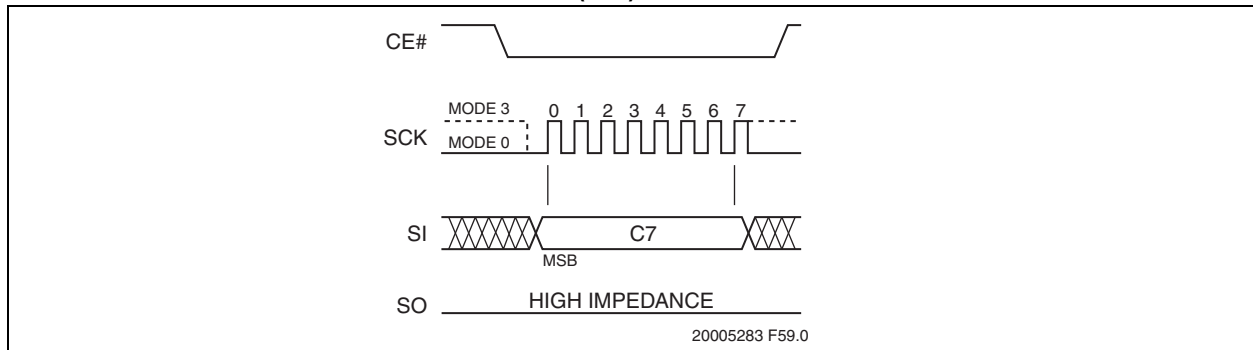 CE#
MODE 3
0 1 2 3 4 5 6 7
SCK
MODE 0
SI
C7
MSB
SO
HIGH IMPEDANCE
20005283 F59.0